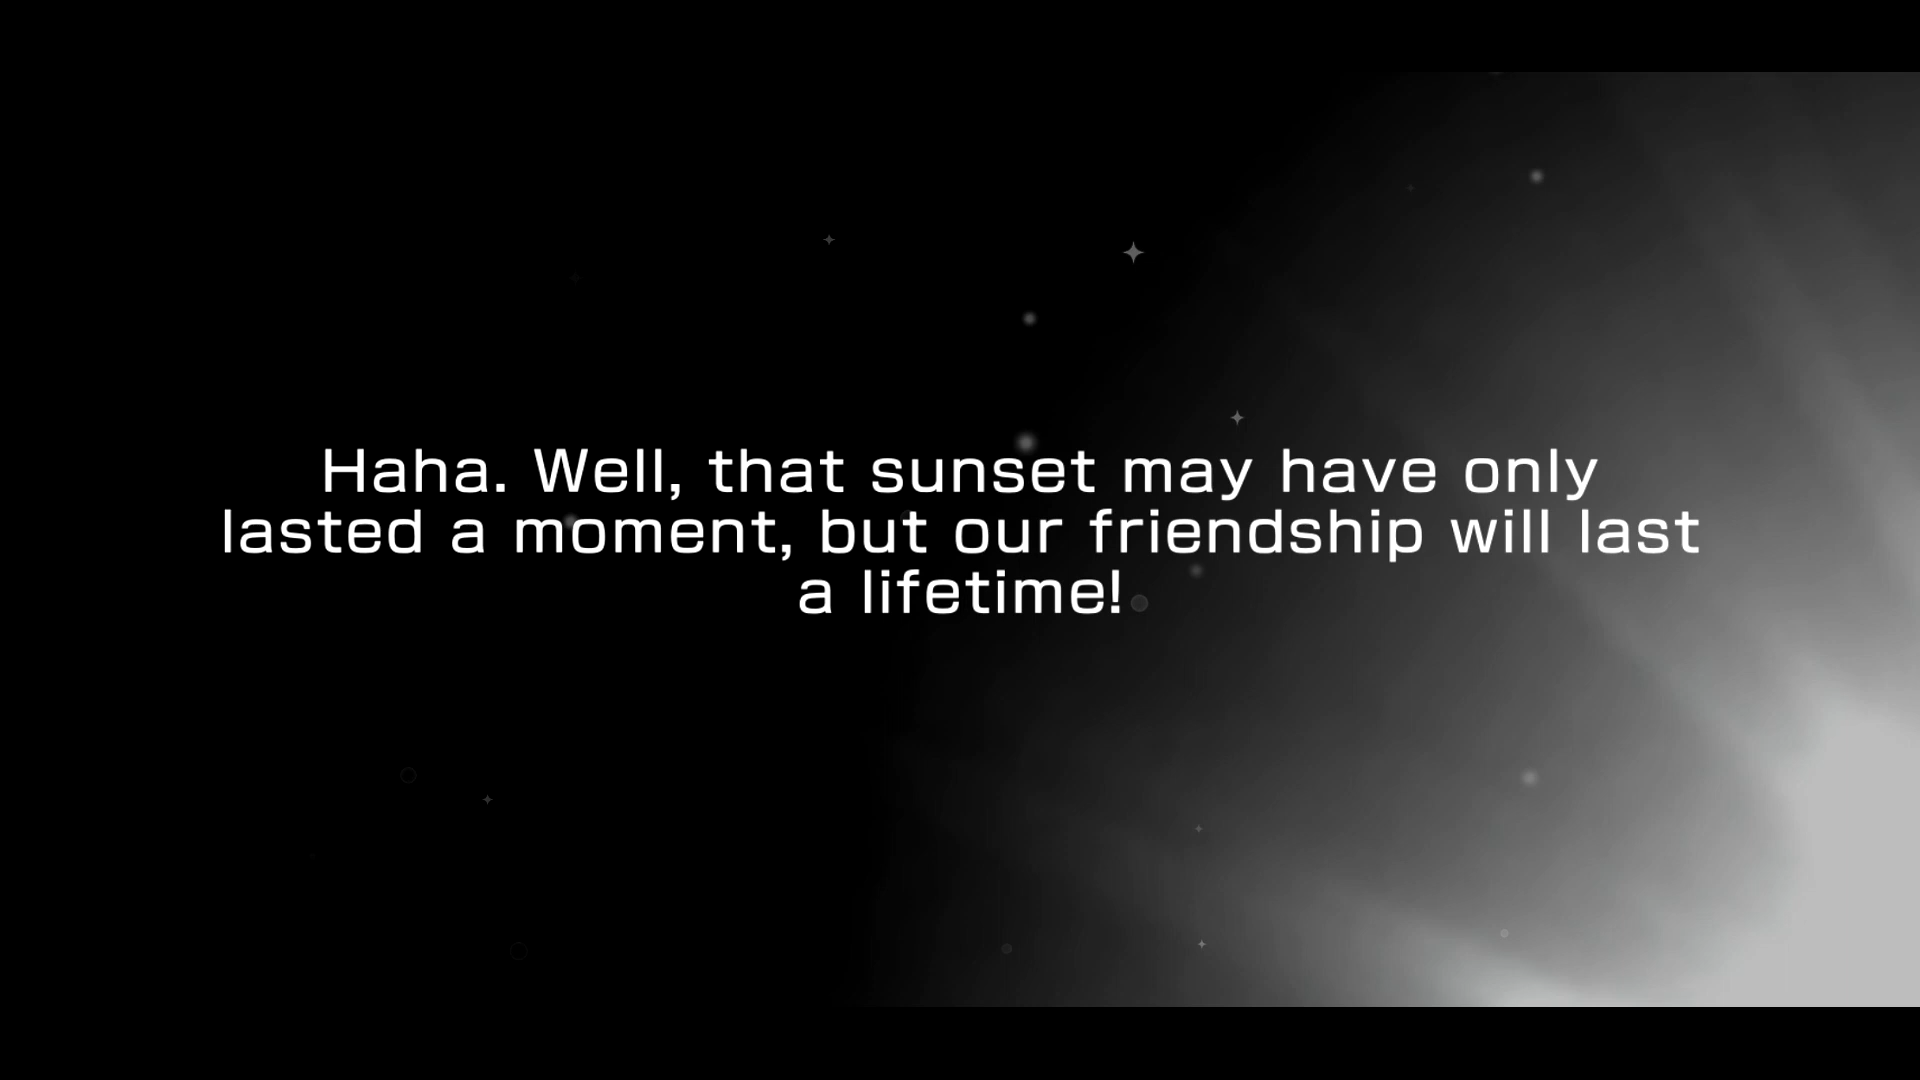 Haha. Well, that sunset may have only
lasted a moment, but our friendship will last
a lifetime!